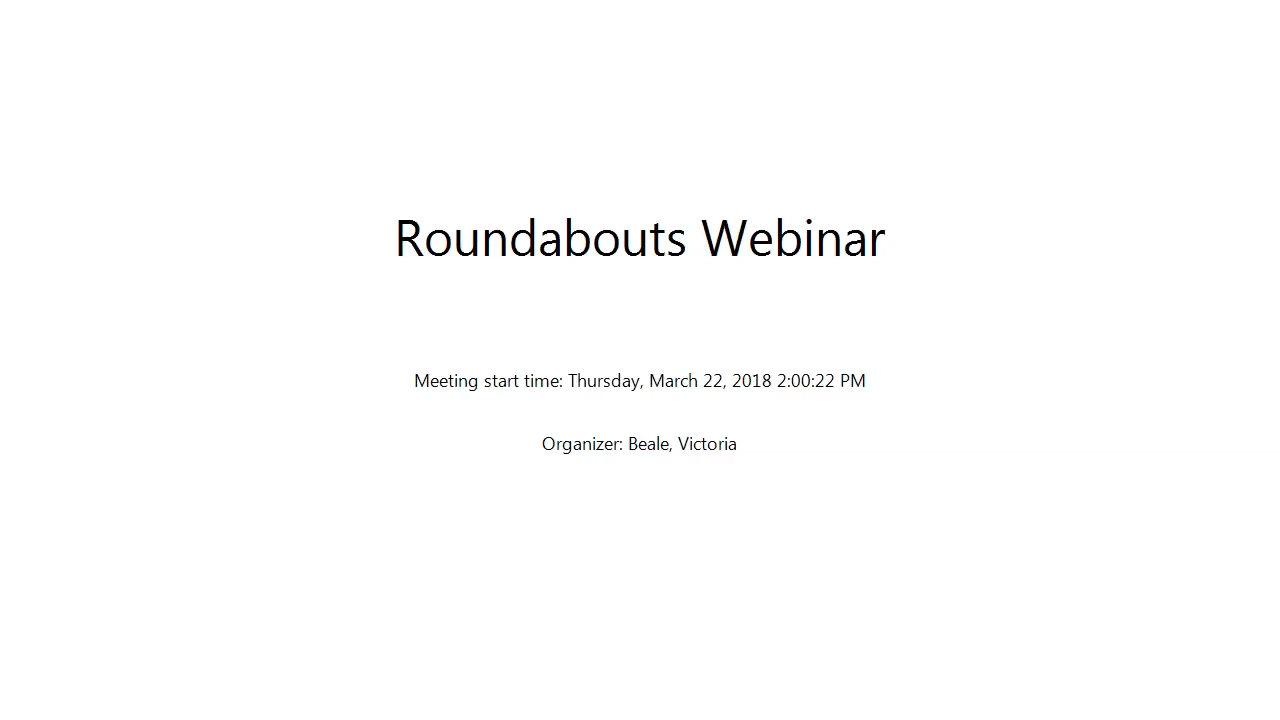 Roundabouts Webinar
Meeting start time: Thursday, March 22, 2018 2:00:22 PM
Organizer: Beale, Victoria